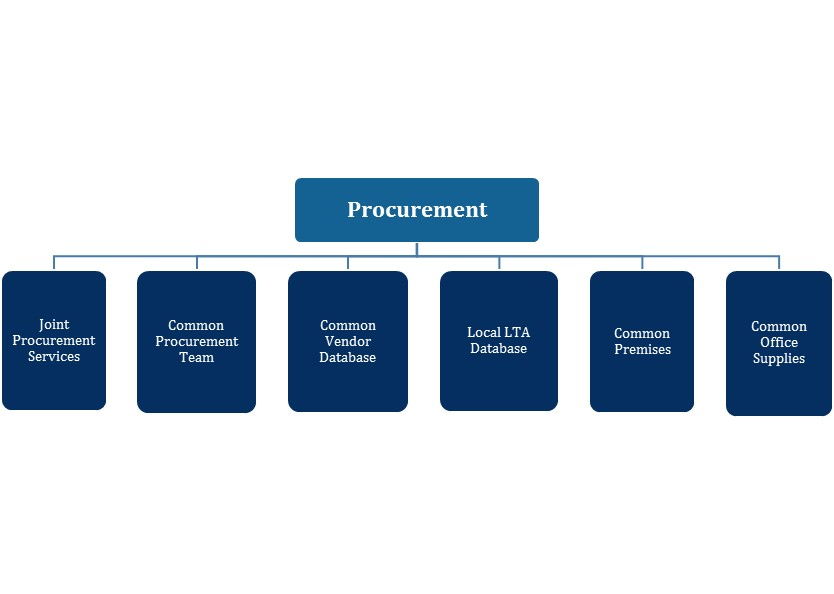 Procurement
Joint
Procurement
Services
Common
Procurement
Team
Common
Vendor
Database
Local LTA
Database
Common
Premises
Common
Office
Supplies